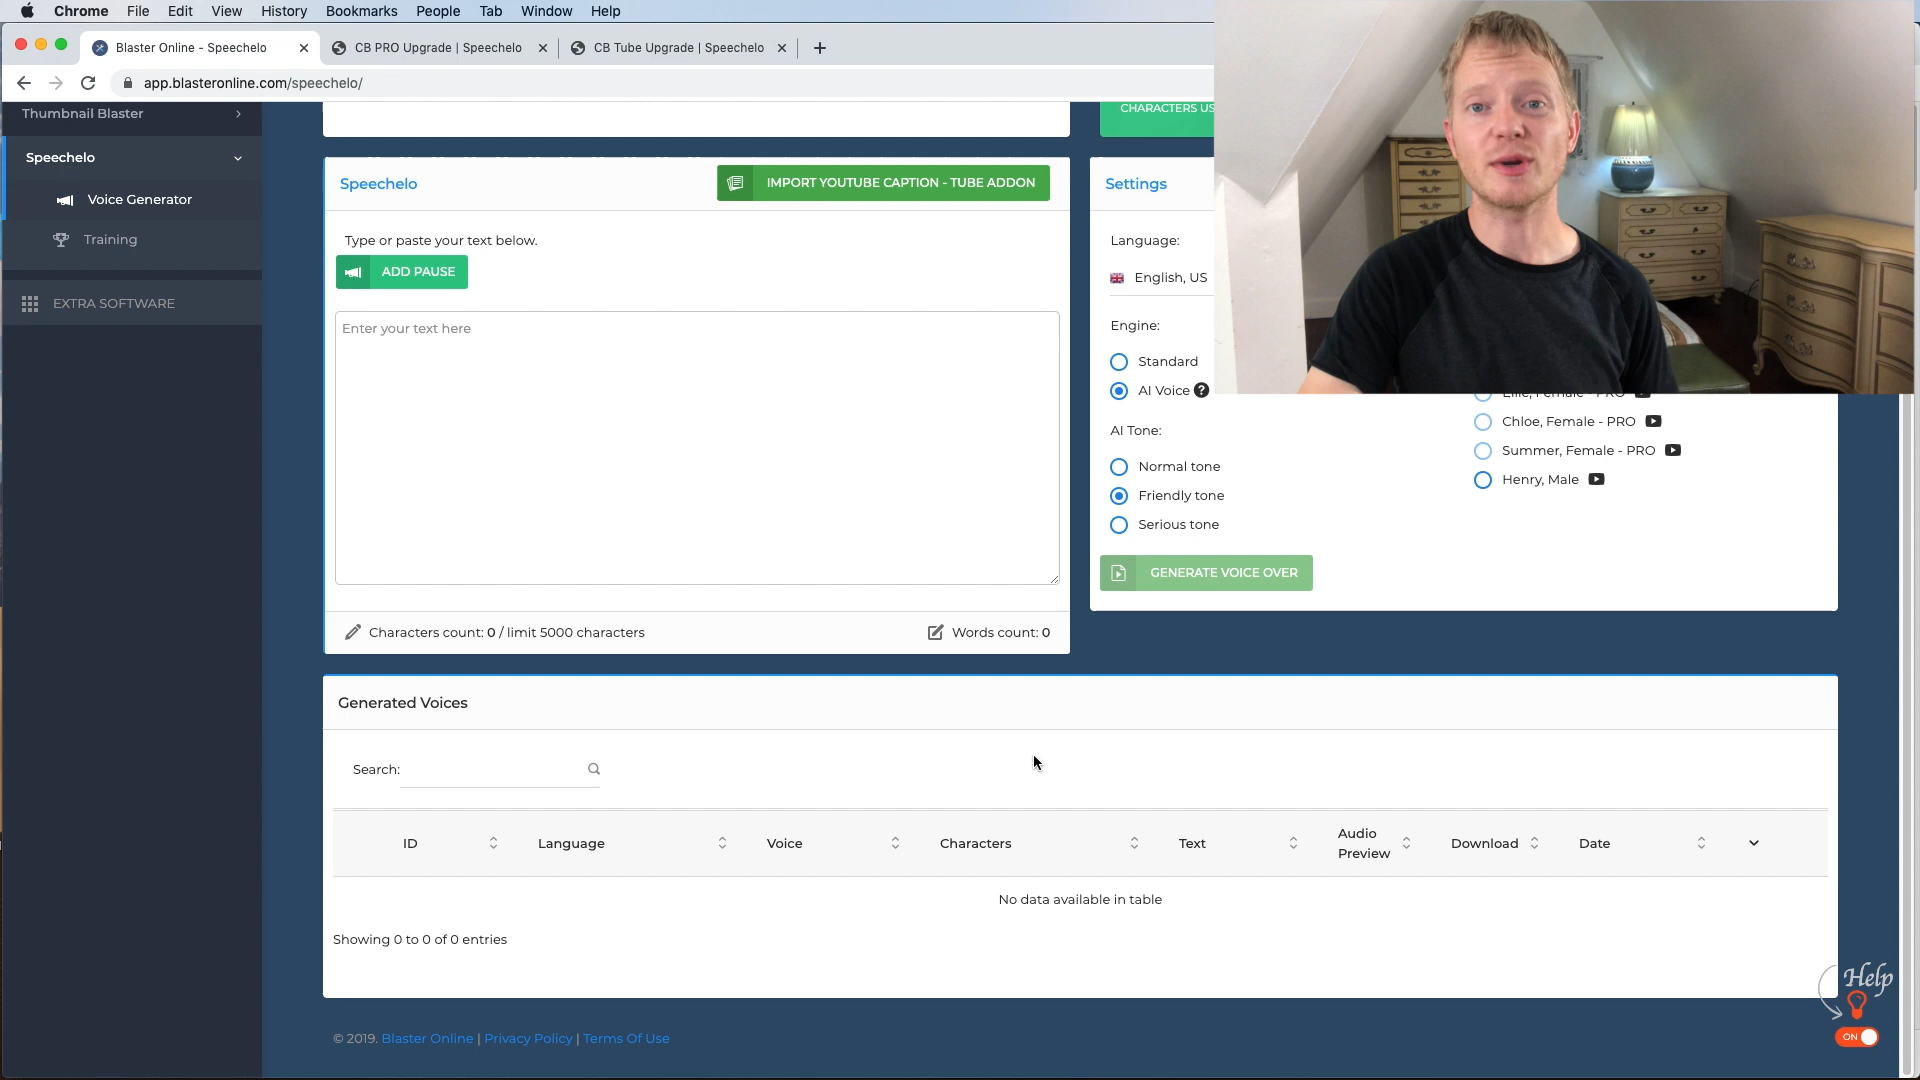 Chrome File Edit View History Bookmarks People Tab Window Help
Blaster Online - Speechelo
CB PRO Upgrade | Speechelo
CB Tube Upgrade | Speechelo
app.blasteronline.com/speechelo/
Thumbnail Blaster
Speechelo
Voice Generator
Training
EXTRA SOFTWARE
CHARACTERS US
Speechelo
IMPORT YOUTUBE CAPTION - TUBE ADDON
Type or paste your text below.
ADD PAUSE
Enter your text here
Characters count: 0 / limit 5000 characters
Words count: 0
Settings
Language:
English, US
Engine:
Standard
AI Voice ?
AI Tone:
Normal tone
Friendly tone
Serious tone
Chloe, Female - PRO
Summer, Female - PRO
Henry, Male
GENERATE VOICE OVER
Generated Voices
Search:
ID Language Voice Characters Text Audio Preview Download Date
No data available in table
Showing 0 to 0 of 0 entries
Help
ON
© 2019. Blaster Online | Privacy Policy | Terms Of Use